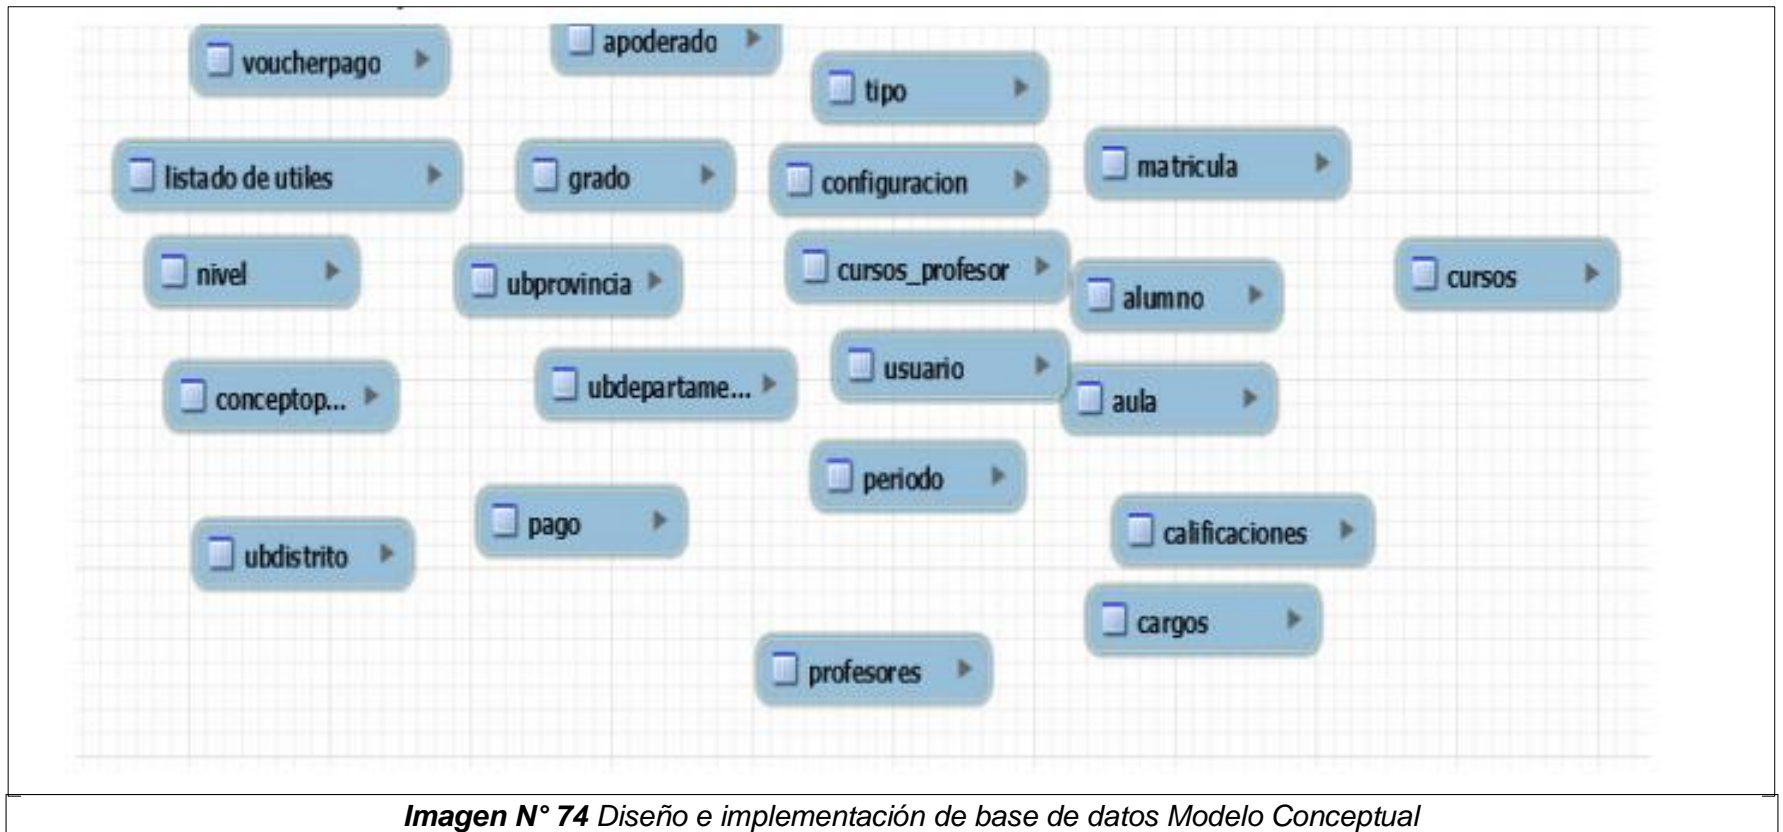 voucherpago
apoderado
tipo
listado de utiles
grado
configuracion
matricula
nivel
ubprovincia
cursos_profesor
alumno
cursos
conceptop...
ubdepartame...
usuario
aula
periodo
pago
calificaciones
ubdistrito
cargos
profesores
Imagen N° 74 Diseño e implementación de base de datos Modelo Conceptual